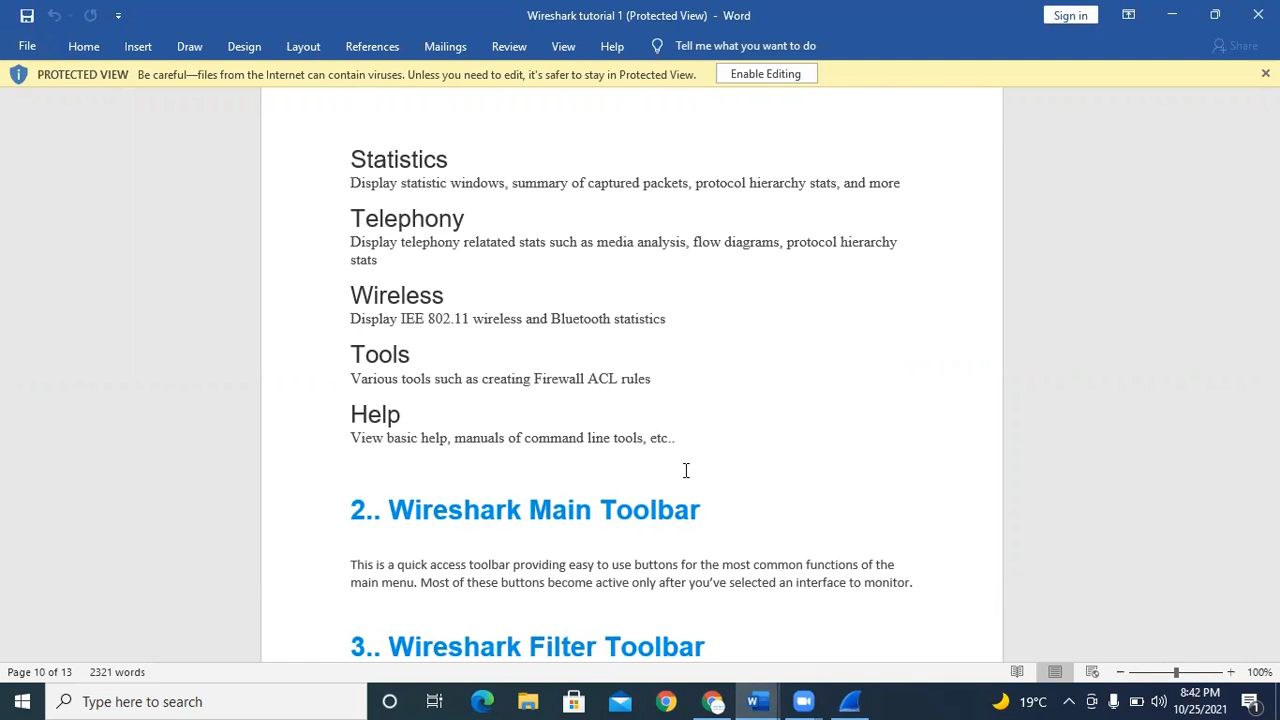 Wireshark tutorial 1 (Protected View) - Word
Sign in
File Home Insert Draw Design Layout References Mailings Review View Help Tell me what you want to do Share
PROTECTED VIEW Be careful—files from the Internet can contain viruses. Unless you need to edit, it's safer to stay in Protected View. Enable Editing
Statistics
Display statistic windows, summary of captured packets, protocol hierarchy stats, and more
Telephony
Display telephony relatated stats such as media analysis, flow diagrams, protocol hierarchy
stats
Wireless
Display IEE 802.11 wireless and Bluetooth statistics
Tools
Various tools such as creating Firewall ACL rules
Help
View basic help, manuals of command line tools, etc..
2.. Wireshark Main Toolbar
This is a quick access toolbar providing easy to use buttons for the most common functions of the
main menu. Most of these buttons become active only after you’ve selected an interface to monitor.
3.. Wireshark Filter Toolbar
Page 10 of 13 2321 words 100%
Type here to search
19°C
8:42 PM
10/25/2021
1